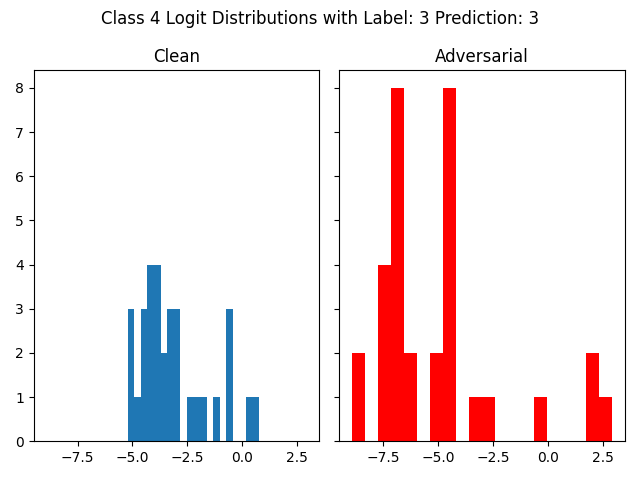 Class 4 Logit Distributions with Label: 3 Prediction: 3
Clean
Adversarial
8
7
6
5
4
3
2
1
0
−7.5 −5.0 −2.5 0.0 2.5
−7.5 −5.0 −2.5 0.0 2.5